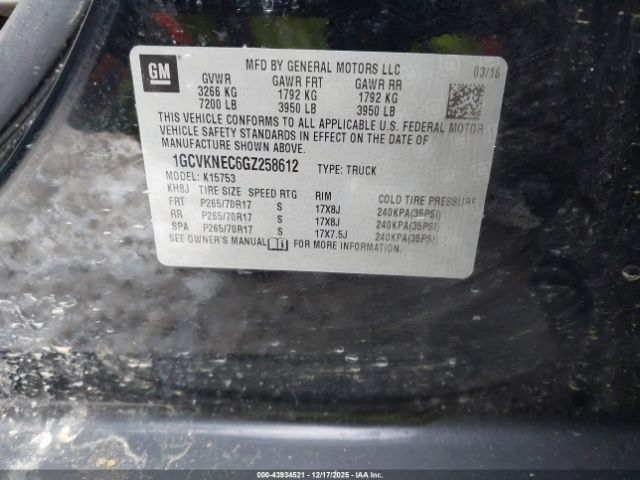 GM
MFD BY GENERAL MOTORS LLC
03/16
GVWR GAWR FRT GAWR RR
3266 KG 1792 KG 1792 KG
7200 LB 3950 LB 3950 LB
THIS VEHICLE CONFORMS TO ALL APPLICABLE U.S. FEDERAL MOTOR
VEHICLE SAFETY STANDARDS IN EFFECT ON THE DATE OF
MANUFACTURE SHOWN ABOVE.
1GCVKNEC6GZ258612 TYPE: TRUCK
MODEL: K15753
KH8J TIRE SIZE SPEED RTG RIM COLD TIRE PRESSURE
FRT P265/70R17 S 17X8J 240KPA(35PSI)
RR P265/70R17 S 17X8J 240KPA(35PSI)
SPA P265/70R17 S 17X7.5J 240KPA(35PSI)
SEE OWNER'S MANUAL FOR MORE INFORMATION.
000-43934521 - 12/17/2025 - IAAI.com